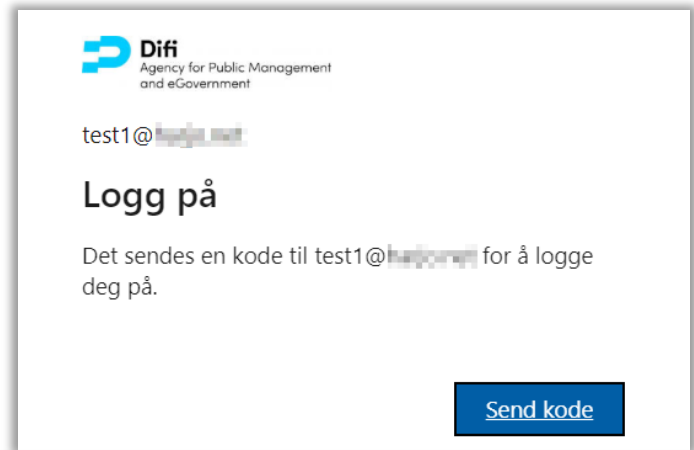 Difi
Agency for Public Management
and eGovernment
test1@
Logg på
Det sendes en kode til test1@ for å logge
deg på.
Send kode